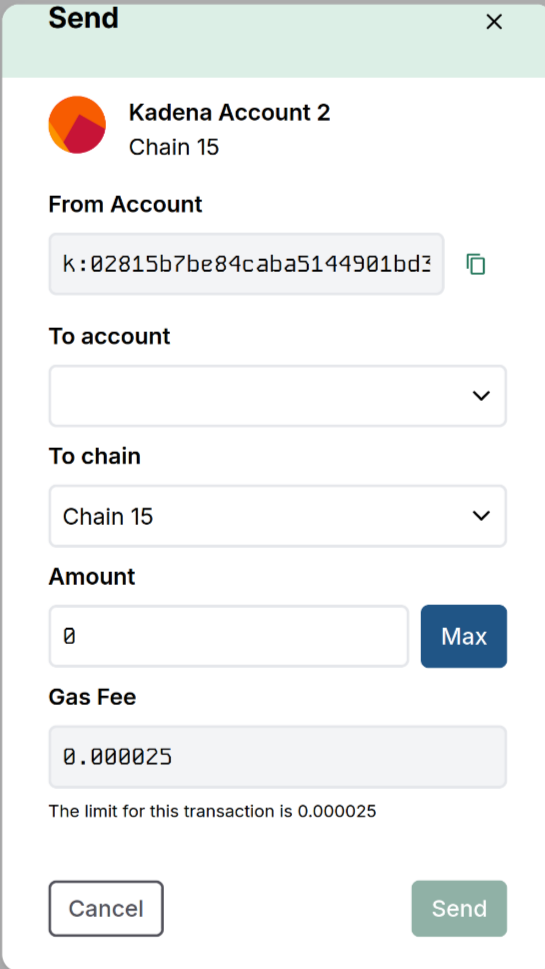 Send
Kadena Account 2
Chain 15
From Account
k:02815b7be84caba5144901bd3
To account
To chain
Chain 15
Amount
0
Max
Gas Fee
0.000025
The limit for this transaction is 0.000025
Cancel
Send